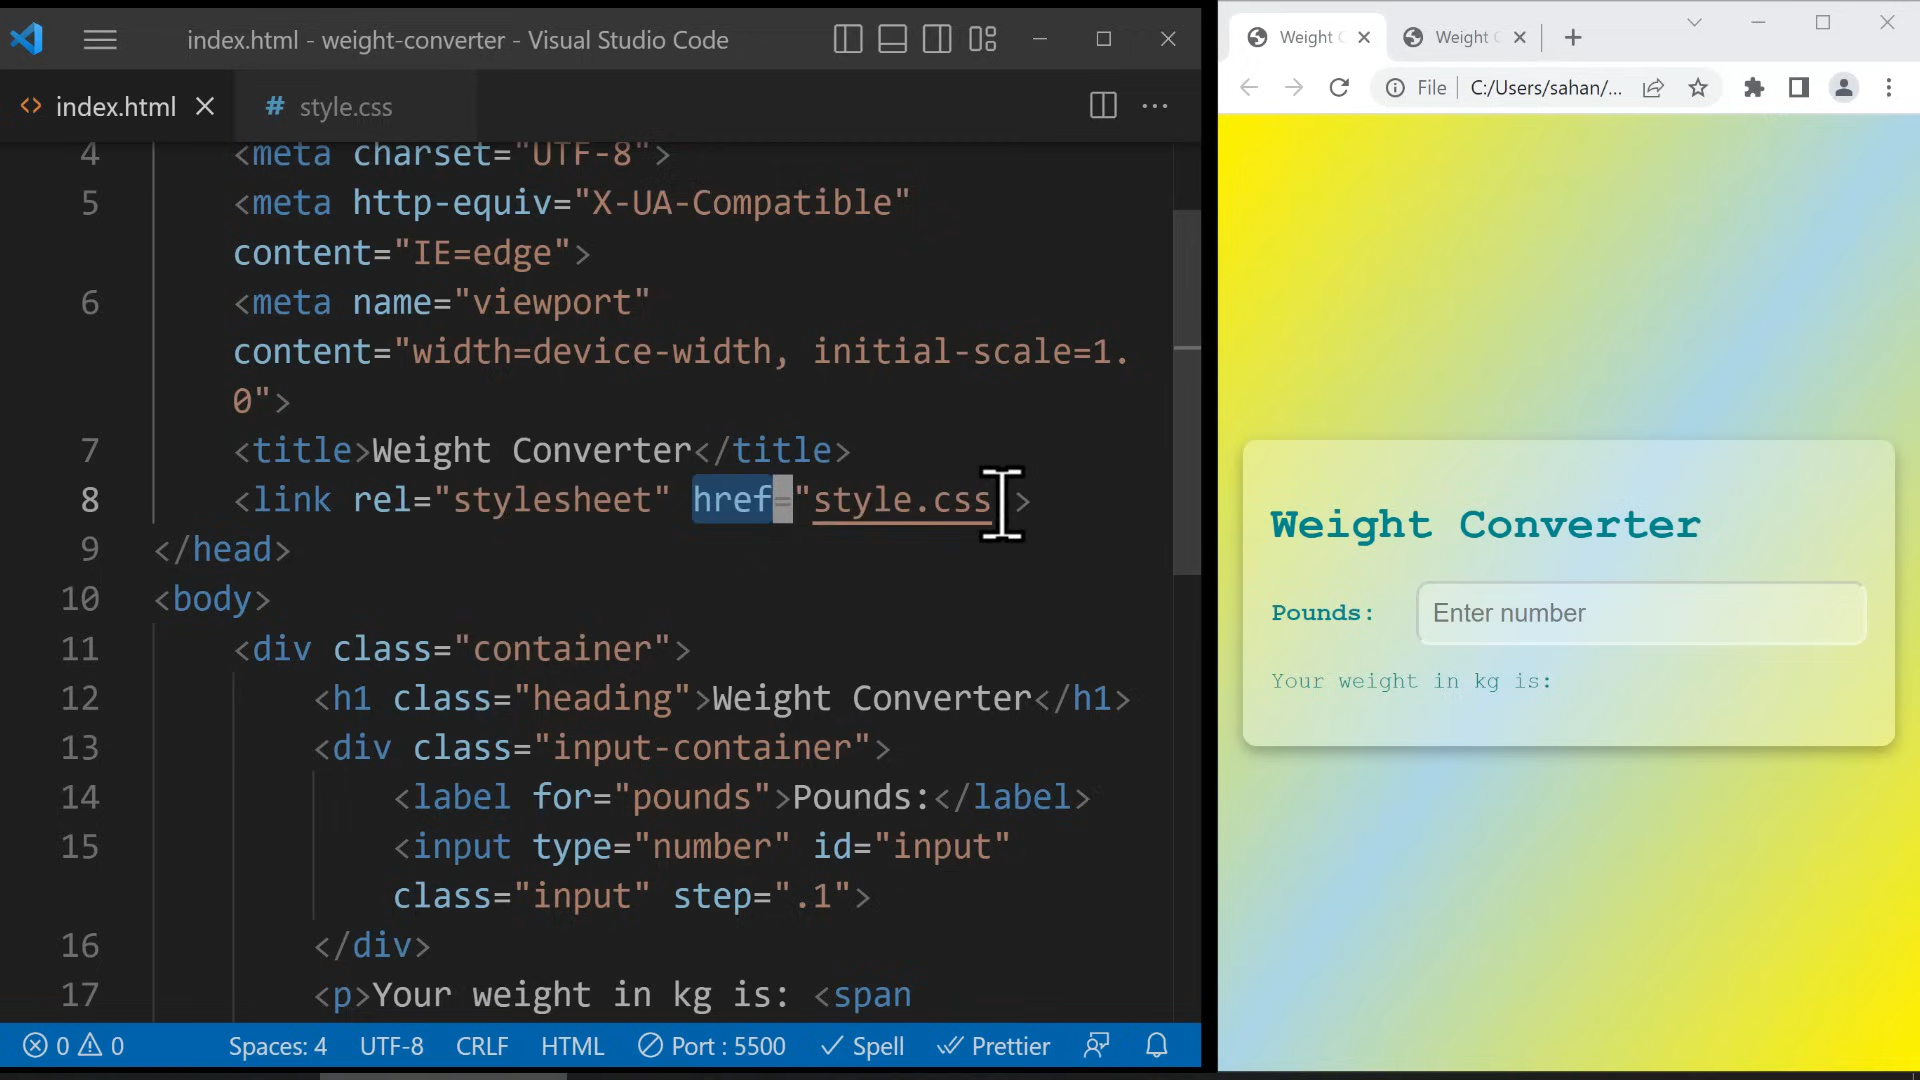 index.html - weight-converter - Visual Studio Code
index.html
# style.css
4 <meta charset="UTF-8">
5 <meta http-equiv="X-UA-Compatible"
content="IE=edge">
6 <meta name="viewport"
content="width=device-width, initial-scale=1.
0">
7 <title>Weight Converter</title>
8 <link rel="stylesheet" href="style.css">
9 </head>
10 <body>
11 <div class="container">
12 <h1 class="heading">Weight Converter</h1>
13 <div class="input-container">
14 <label for="pounds">Pounds:</label>
15 <input type="number" id="input"
class="input" step=".1">
16 </div>
17 <p>Your weight in kg is: <span
0 0
Spaces: 4 UTF-8 CRLF HTML Port : 5500 Spell Prettier
Weight
Weight
File C:/Users/sahan/...
Weight Converter
Pounds: Enter number
Your weight in kg is: